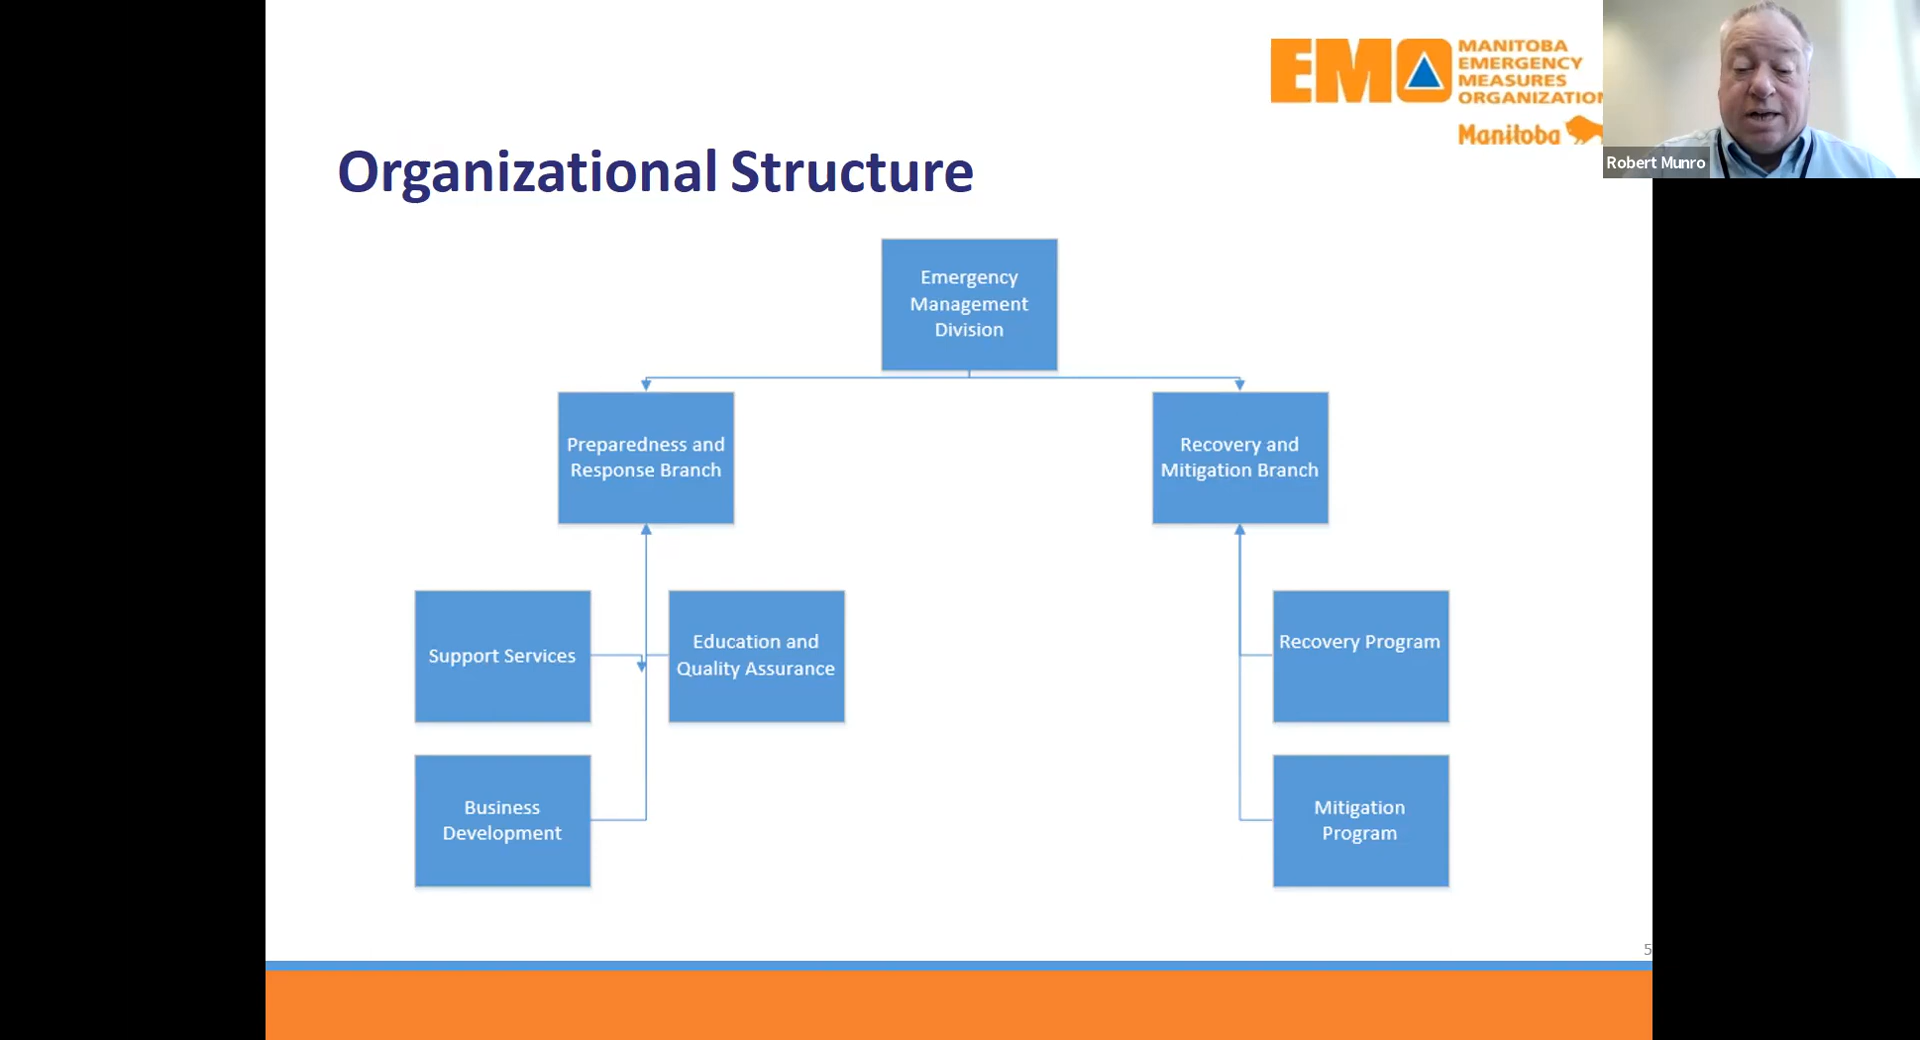 EMO
MANITOBA
EMERGENCY
MEASURES
ORGANIZATION
Manitoba
Robert Munro
Organizational Structure
Emergency
Management
Division
Preparedness and
Response Branch
Recovery and
Mitigation Branch
Support Services
Education and
Quality Assurance
Recovery Program
Business
Development
Mitigation
Program
5